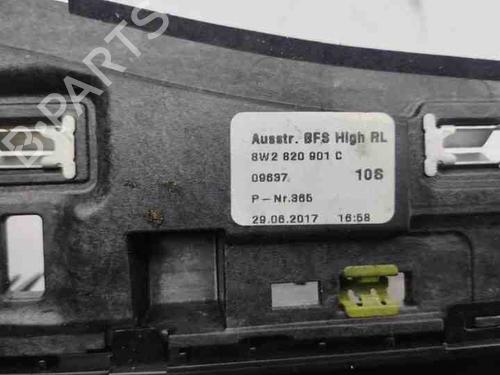 B-PARTS
Ausstr. BFS High RL
8W2 820 901 C
09637 10S
P-Nr.365
29.06.2017 16:58